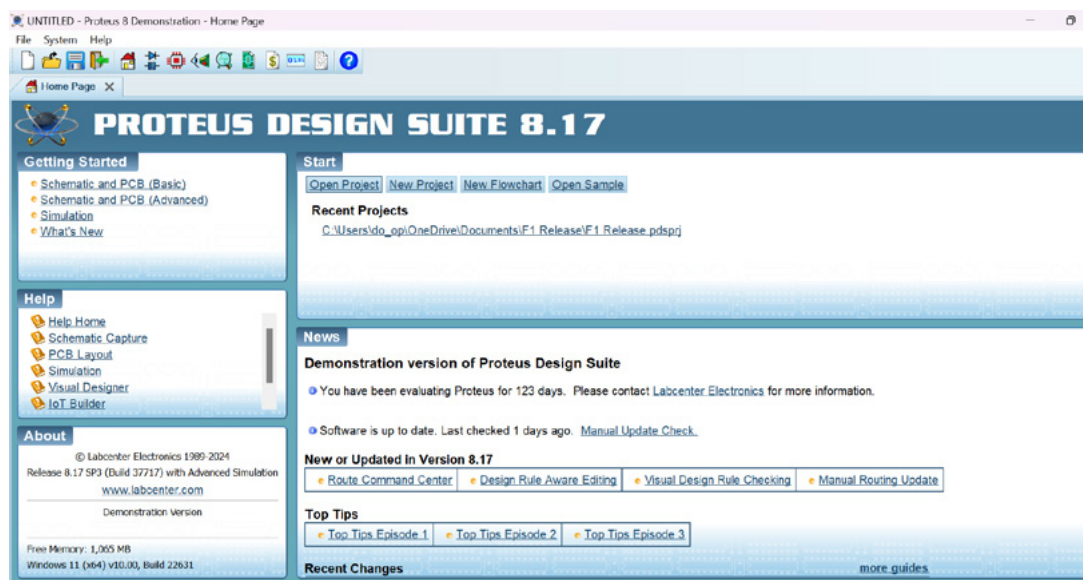 UNTITLED - Proteus 8 Demonstration - Home Page
File System Help
Home Page X
PROTEUS DESIGN SUITE 8.17
Getting Started
Schematic and PCB (Basic)
Schematic and PCB (Advanced)
Simulation
What's New
Start
Open Project New Project New Flowchart Open Sample
Recent Projects
C:\Users\do_op\OneDrive\Documents\F1 Release\F1 Release.pdsprj
Help
Help Home
Schematic Capture
PCB Layout
Simulation
Visual Designer
IoT Builder
News
Demonstration version of Proteus Design Suite
You have been evaluating Proteus for 123 days. Please contact Labcenter Electronics for more information.
Software is up to date. Last checked 1 days ago. Manual Update Check.
New or Updated in Version 8.17
Route Command Center Design Rule Aware Editing Visual Design Rule Checking Manual Routing Update
Top Tips
Top Tips Episode 1 Top Tips Episode 2 Top Tips Episode 3
Recent Changes more guides
About
© Labcenter Electronics 1989-2024
Release 8.17 SP3 (Build 37717) with Advanced Simulation
www.labcenter.com
Demonstration Version
Free Memory: 1,065 MB
Windows 11 (x64) v10.00, Build 22631